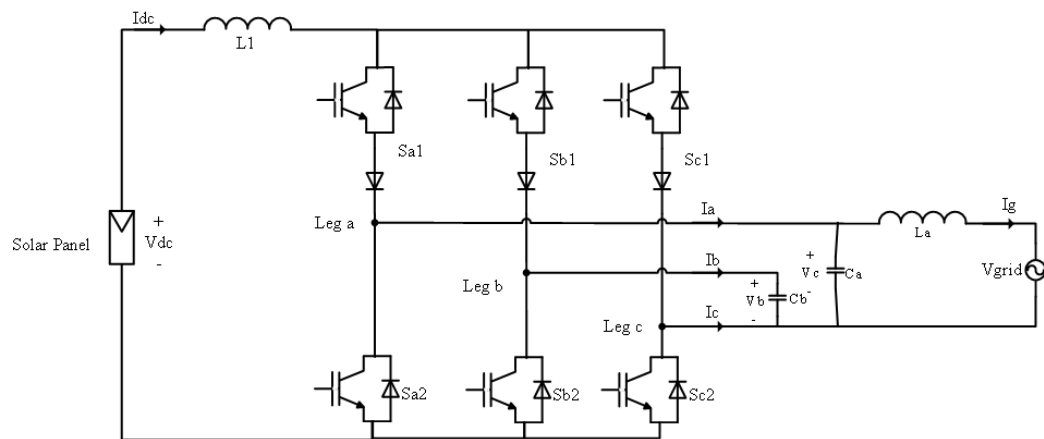 Idc
L1
Sa1
Sb1
Sc1
Solar Panel
+
Vdc
-
Leg a
Ia
La
Ig
Leg b
Ib
+
Vb
-
Cb
+
Vc
-
Ca
Vgrid
Leg c
Ic
Sa2
Sb2
Sc2